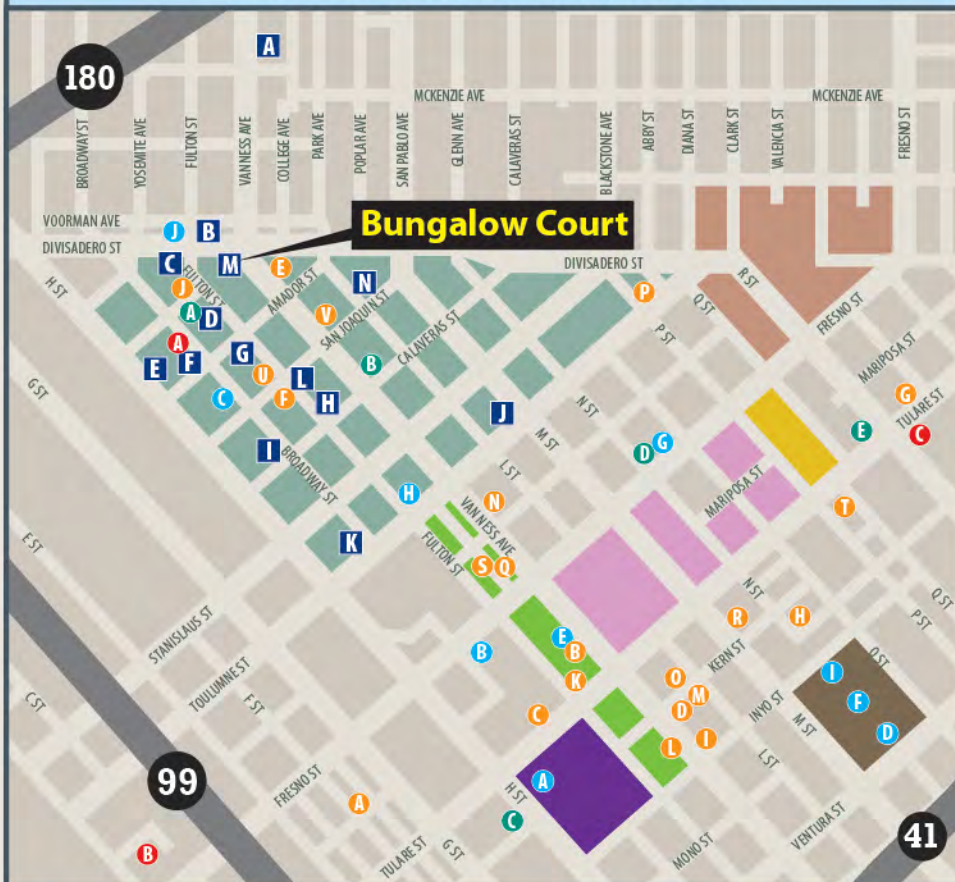 A
180
MCKENZIE AVE
MCKENZIE AVE
BROADWAY ST
YOSEMITE AVE
FULTON ST
VAN NESS AVE
COLLEGE AVE
PARK AVE
POPLAR AVE
SAN PABLO AVE
GLENN AVE
CALAVERAS ST
BLACKSTONE AVE
ABBY ST
DIANA ST
CLARK ST
VALENCIA ST
FRESNO ST
VOORMAN AVE
J
B
Bungalow Court
DIVISADERO ST
DIVISADERO ST
C
M
E
N
H ST
J
FULTON ST
AMADOR ST
P
R ST
Q ST
FRESNO ST
A
D
V
SAN JOAQUIN ST
CALAVERAS ST
P ST
A
E
F
G
B
MARIPOSA ST
G ST
U
L
C
F
H
J
N ST
G
TULARE ST
M ST
D
G
E
C
I
BROADWAY ST
L ST
MARIPOSA ST
H
N
T
VAN NESS AVE
K
FULTON ST
E ST
S
Q
N ST
Q ST
R
H
P ST
STANISLAUS ST
E
B
B
KERN ST
O ST
TOULUMNE ST
K
O
I
C ST
F ST
M
INYO ST
F
C
D
M ST
L
I
D
99
A
L ST
FRESNO ST
H ST
A
C
VENTURA ST
41
B
TULARE ST
G ST
MONO ST